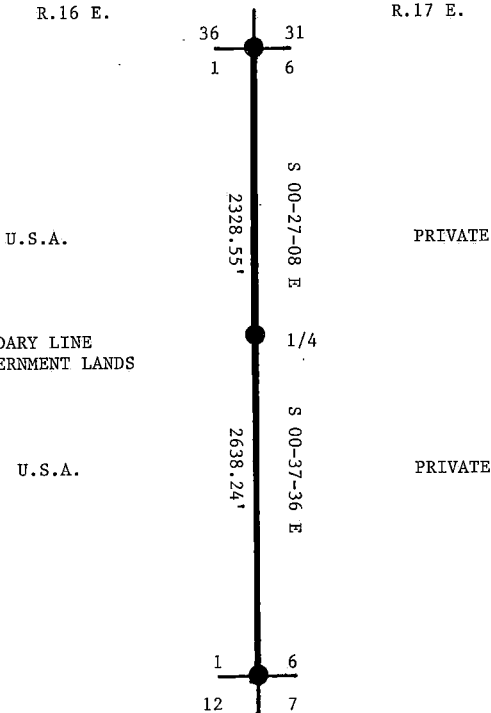 R.16 E. R.17 E.
36 31
1 6
S 00-27-08 E
2328.55'
U.S.A. PRIVATE
1/4
DARY LINE
ERNMENT LANDS
S 00-37-36 E
2638.24'
U.S.A. PRIVATE
1 6
12 7